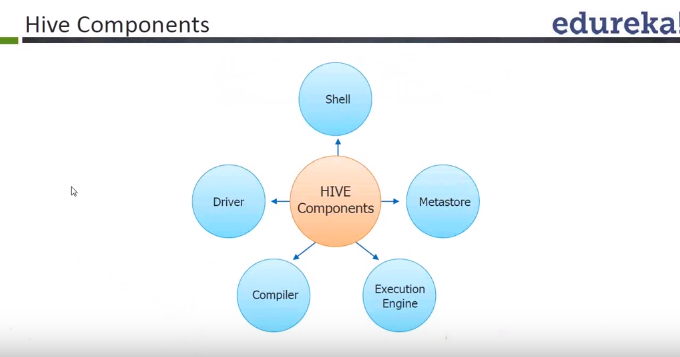 Hive Components
edureka!
Shell
Driver
HIVE
Components
Metastore
Compiler
Execution
Engine